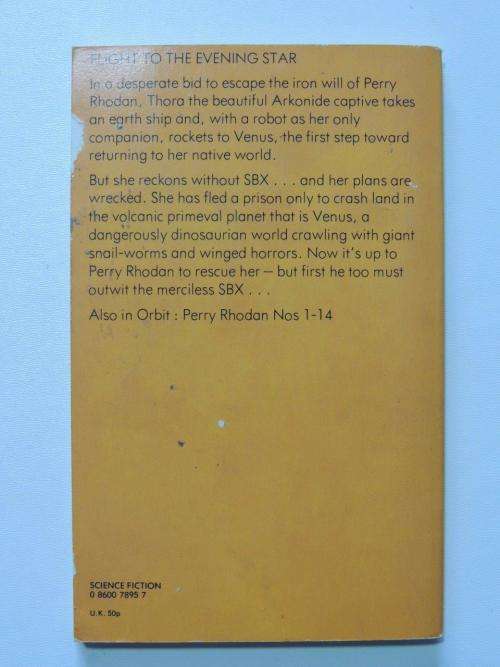 FLIGHT TO THE EVENING STAR
In a desperate bid to escape the iron will of Perry
Rhodan, Thora the beautiful Arkonide captive takes
an earth ship and, with a robot as her only
companion, rockets to Venus, the first step toward
returning to her native world.
But she reckons without SBX . . . and her plans are
wrecked. She has fled a prison only to crash land in
the volcanic primeval planet that is Venus, a
dangerously dinosaurian world crawling with giant
snail-worms and winged horrors. Now it's up to
Perry Rhodan to rescue her — but first he too must
outwit the merciless SBX . . .
Also in Orbit : Perry Rhodan Nos 1-14
SCIENCE FICTION
0 8600 7895 7
U.K. 50p